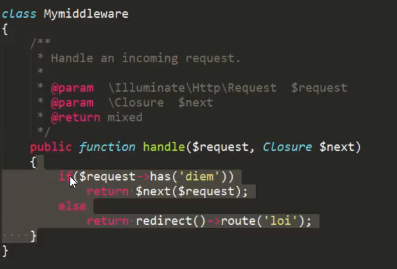 class Mymiddleware
{
    /**
     * Handle an incoming request.
     *
     * @param  \Illuminate\Http\Request  $request
     * @param  \Closure  $next
     * @return mixed
     */
    public function handle($request, Closure $next)
    {
        if($request->has('diem'))
            return $next($request);
        else
            return redirect()->route('loi');
    }
}